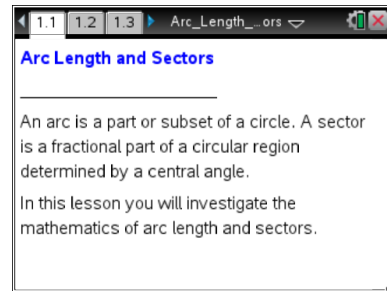 1.1 1.2 1.3 Arc_Length_...ors
Arc Length and Sectors
An arc is a part or subset of a circle. A sector
is a fractional part of a circular region
determined by a central angle.
In this lesson you will investigate the
mathematics of arc length and sectors.